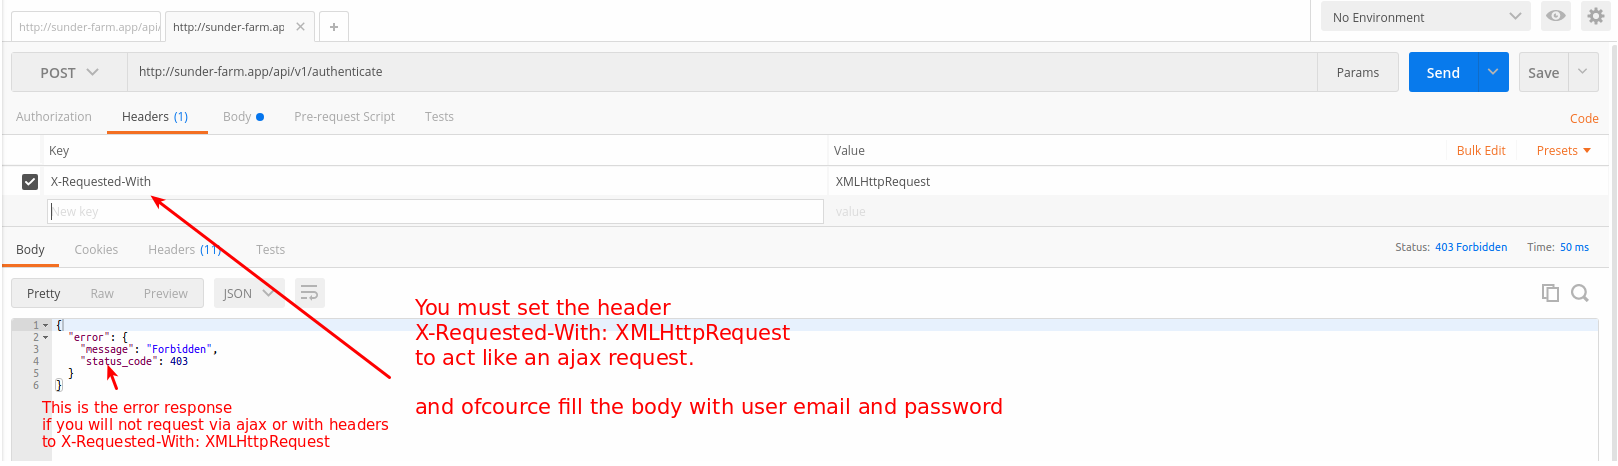 http://sunder-farm.app/api/
http://sunder-farm.ap
No Environment
POST
http://sunder-farm.app/api/v1/authenticate
Params
Send
Save
Authorization
Headers (1)
Body
Pre-request Script
Tests
Code
Key
Value
Bulk Edit
Presets
X-Requested-With
XMLHttpRequest
New key
value
Body
Cookies
Headers (11)
Tests
Status: 403 Forbidden
Time: 50 ms
Pretty
Raw
Preview
JSON
1 {
2 "error": {
3 "message": "Forbidden",
4 "status_code": 403
5 }
6 }
You must set the header
X-Requested-With: XMLHttpRequest
to act like an ajax request.
and ofcource fill the body with user email and password
This is the error response
if you will not request via ajax or with headers
to X-Requested-With: XMLHttpRequest